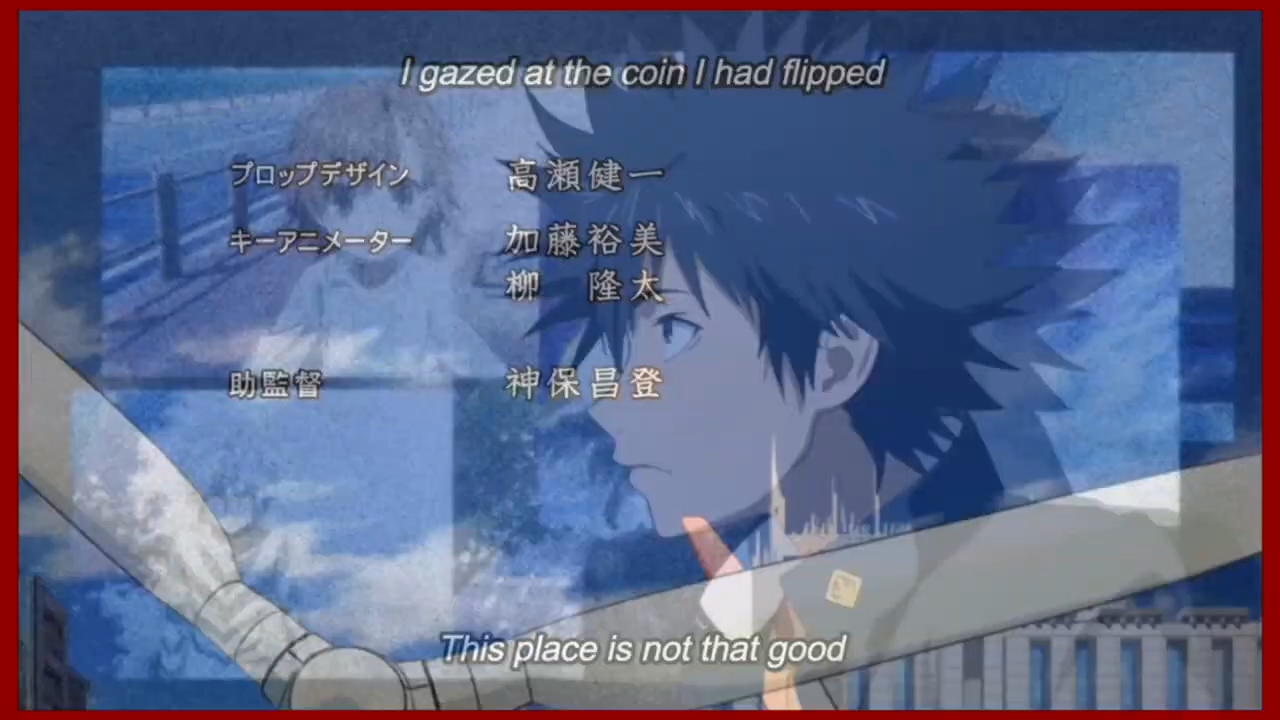 I gazed at the coin I had flipped
プロップデザイン 高瀬健一
キーアニメーター 加藤裕美
柳 隆太
助監督 神保昌登
This place is not that good